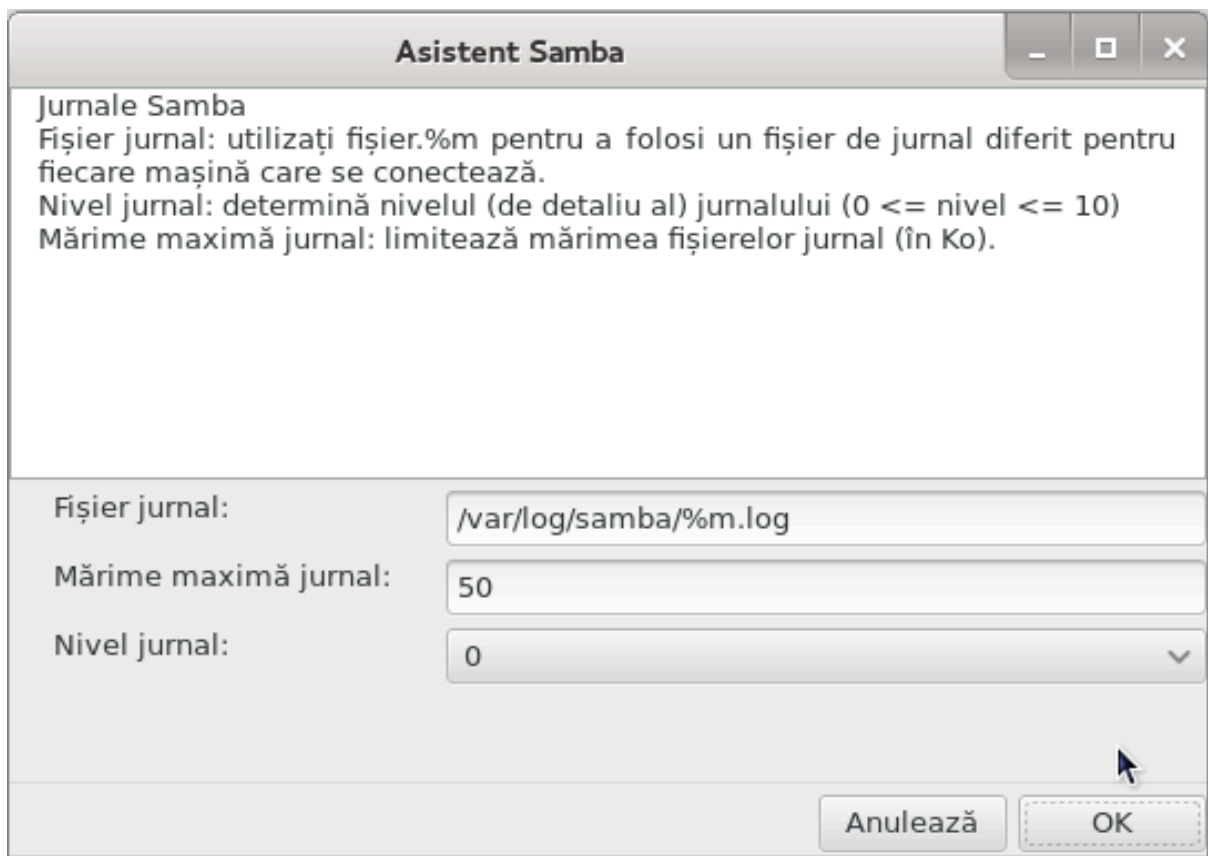 Asistent Samba
Jurnale Samba
Fișier jurnal: utilizați fișier.%m pentru a folosi un fișier de jurnal diferit pentru
fiecare mașină care se conectează.
Nivel jurnal: determină nivelul (de detaliu al) jurnalului (0 <= nivel <= 10)
Mărime maximă jurnal: limitează mărimea fișierelor jurnal (în Ko).
Fișier jurnal:
/var/log/samba/%m.log
Mărime maximă jurnal:
50
Nivel jurnal:
0
Anulează
OK